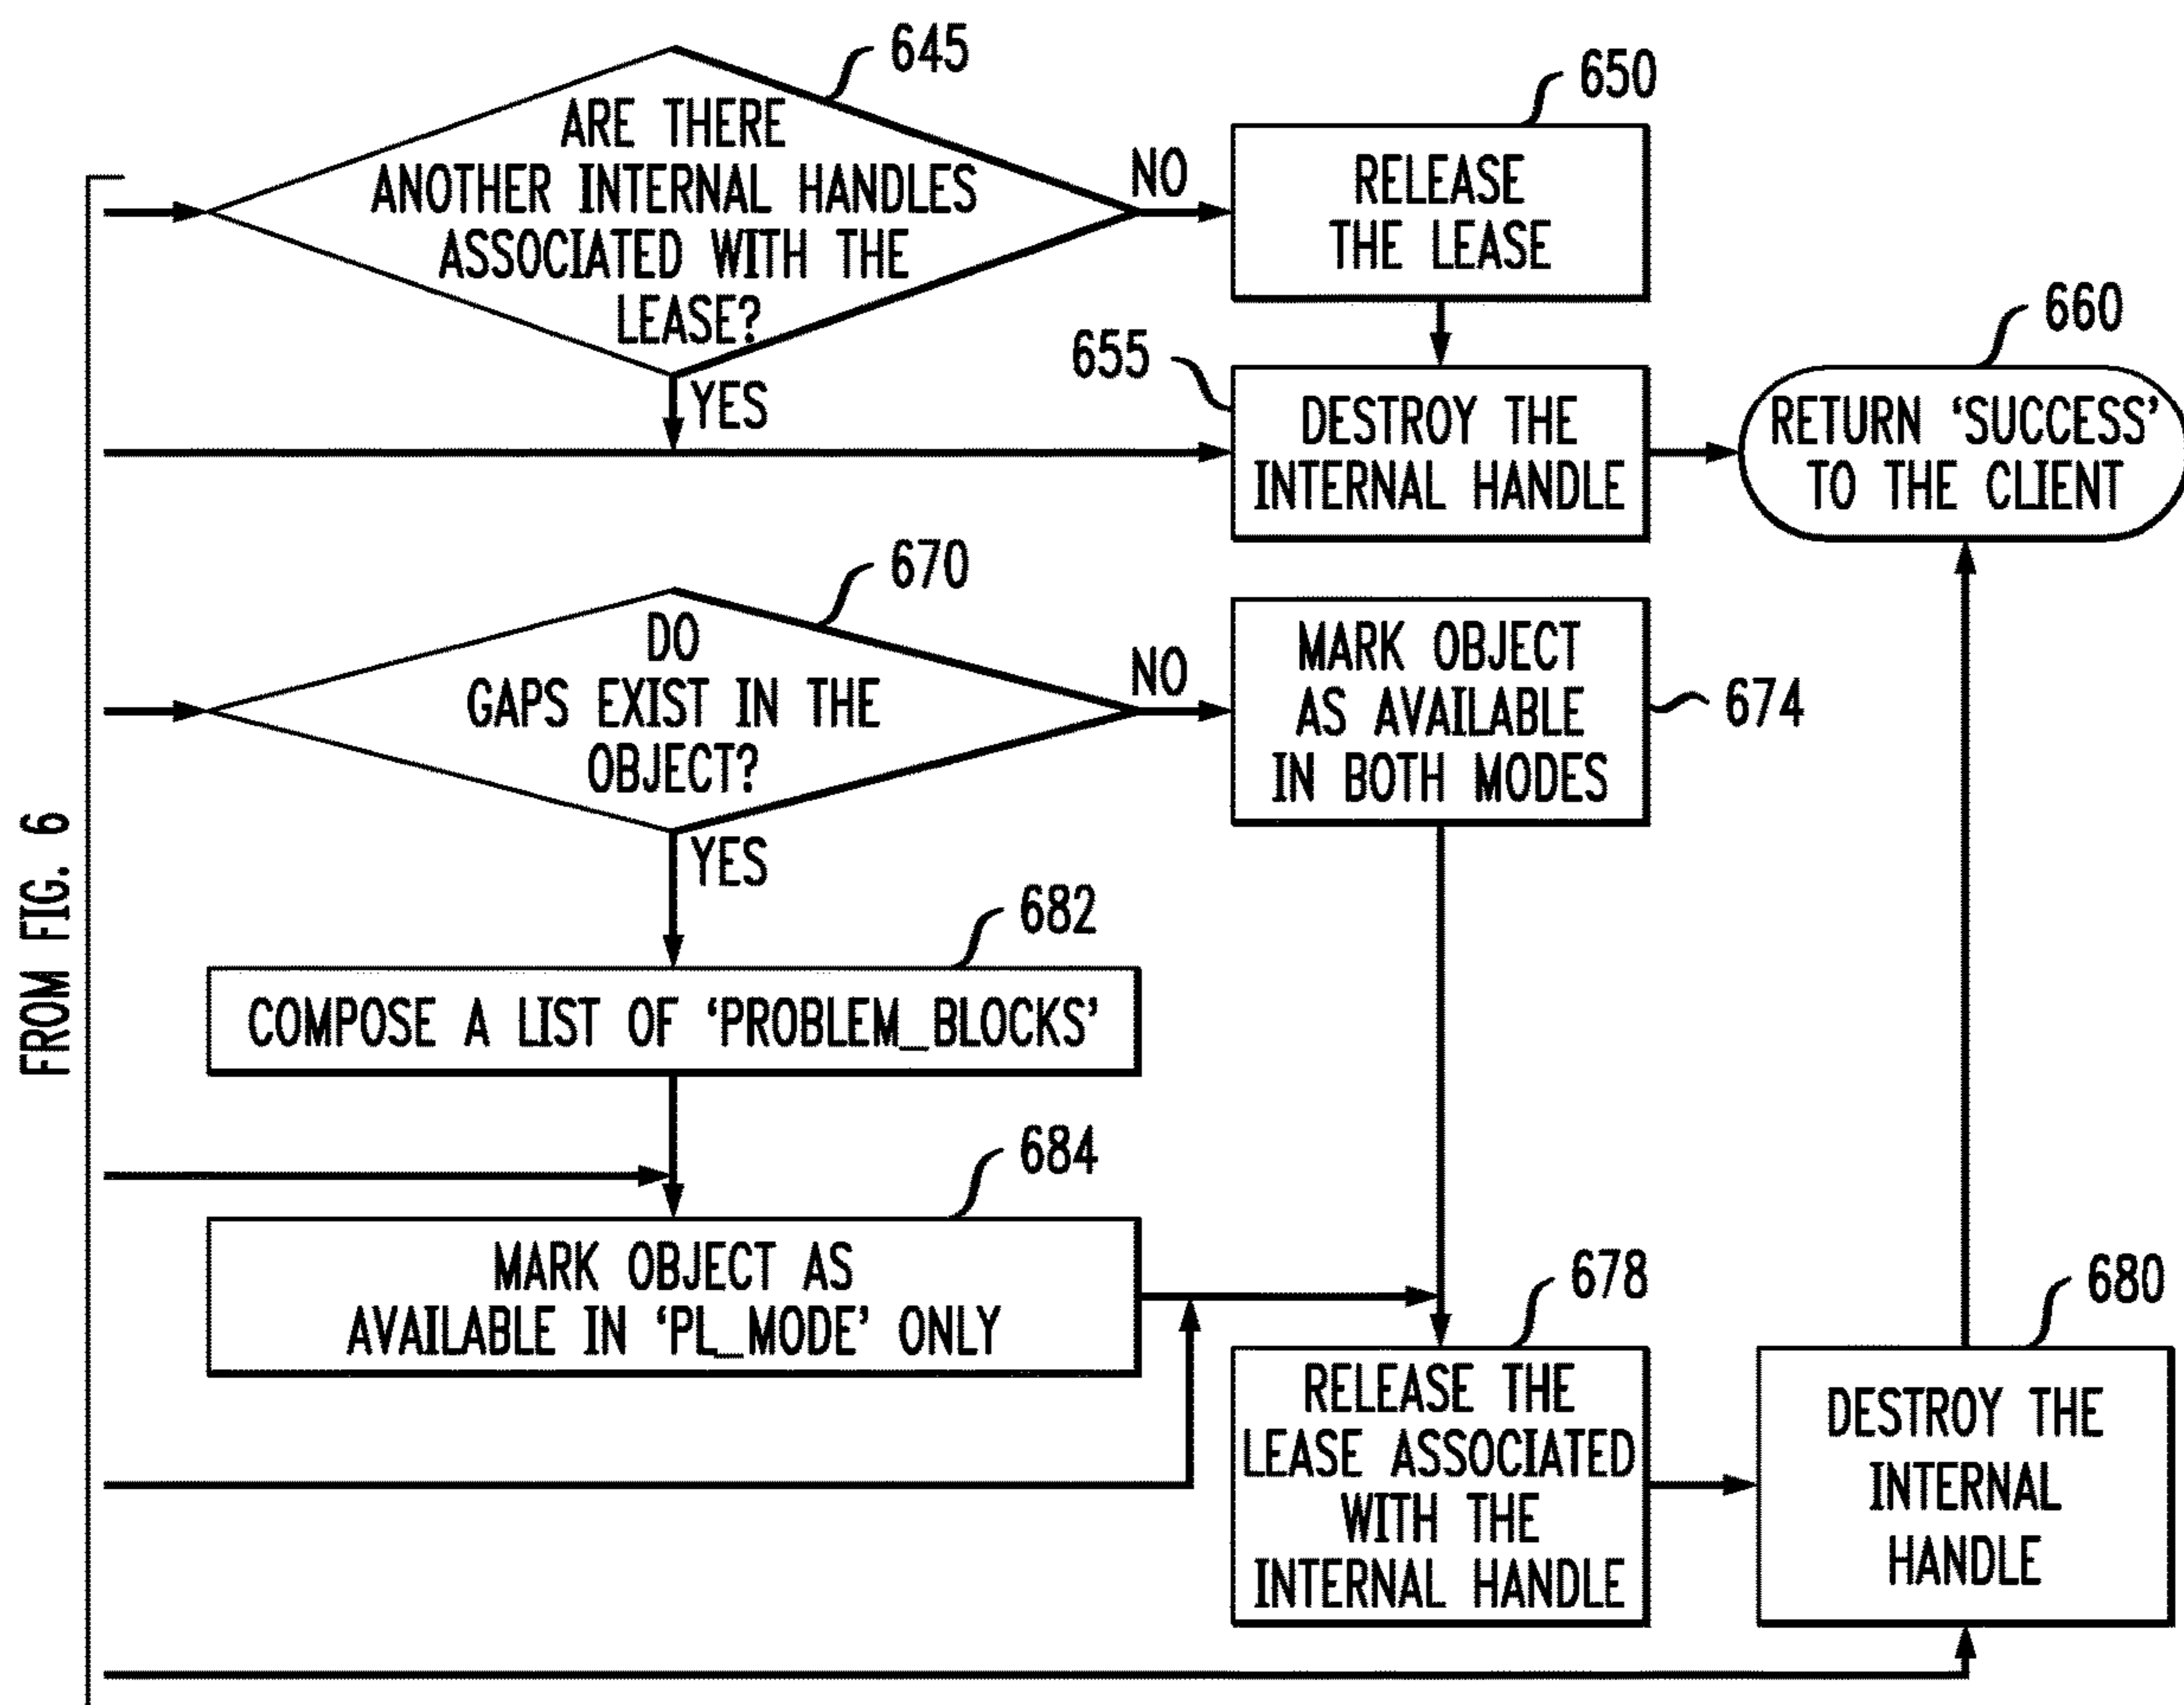 645
ARE THERE
ANOTHER INTERNAL HANDLES
ASSOCIATED WITH THE
LEASE?
NO
YES
650
RELEASE
THE LEASE
655
DESTROY THE
INTERNAL HANDLE
660
RETURN ‘SUCCESS’
TO THE CLIENT
FROM FIG. 6
670
DO
GAPS EXIST IN THE
OBJECT?
NO
YES
MARK OBJECT
AS AVAILABLE
IN BOTH MODES
674
682
COMPOSE A LIST OF ‘PROBLEM_BLOCKS’
684
MARK OBJECT AS
AVAILABLE IN ‘PL_MODE’ ONLY
678
RELEASE THE
LEASE ASSOCIATED
WITH THE
INTERNAL HANDLE
680
DESTROY THE
INTERNAL
HANDLE